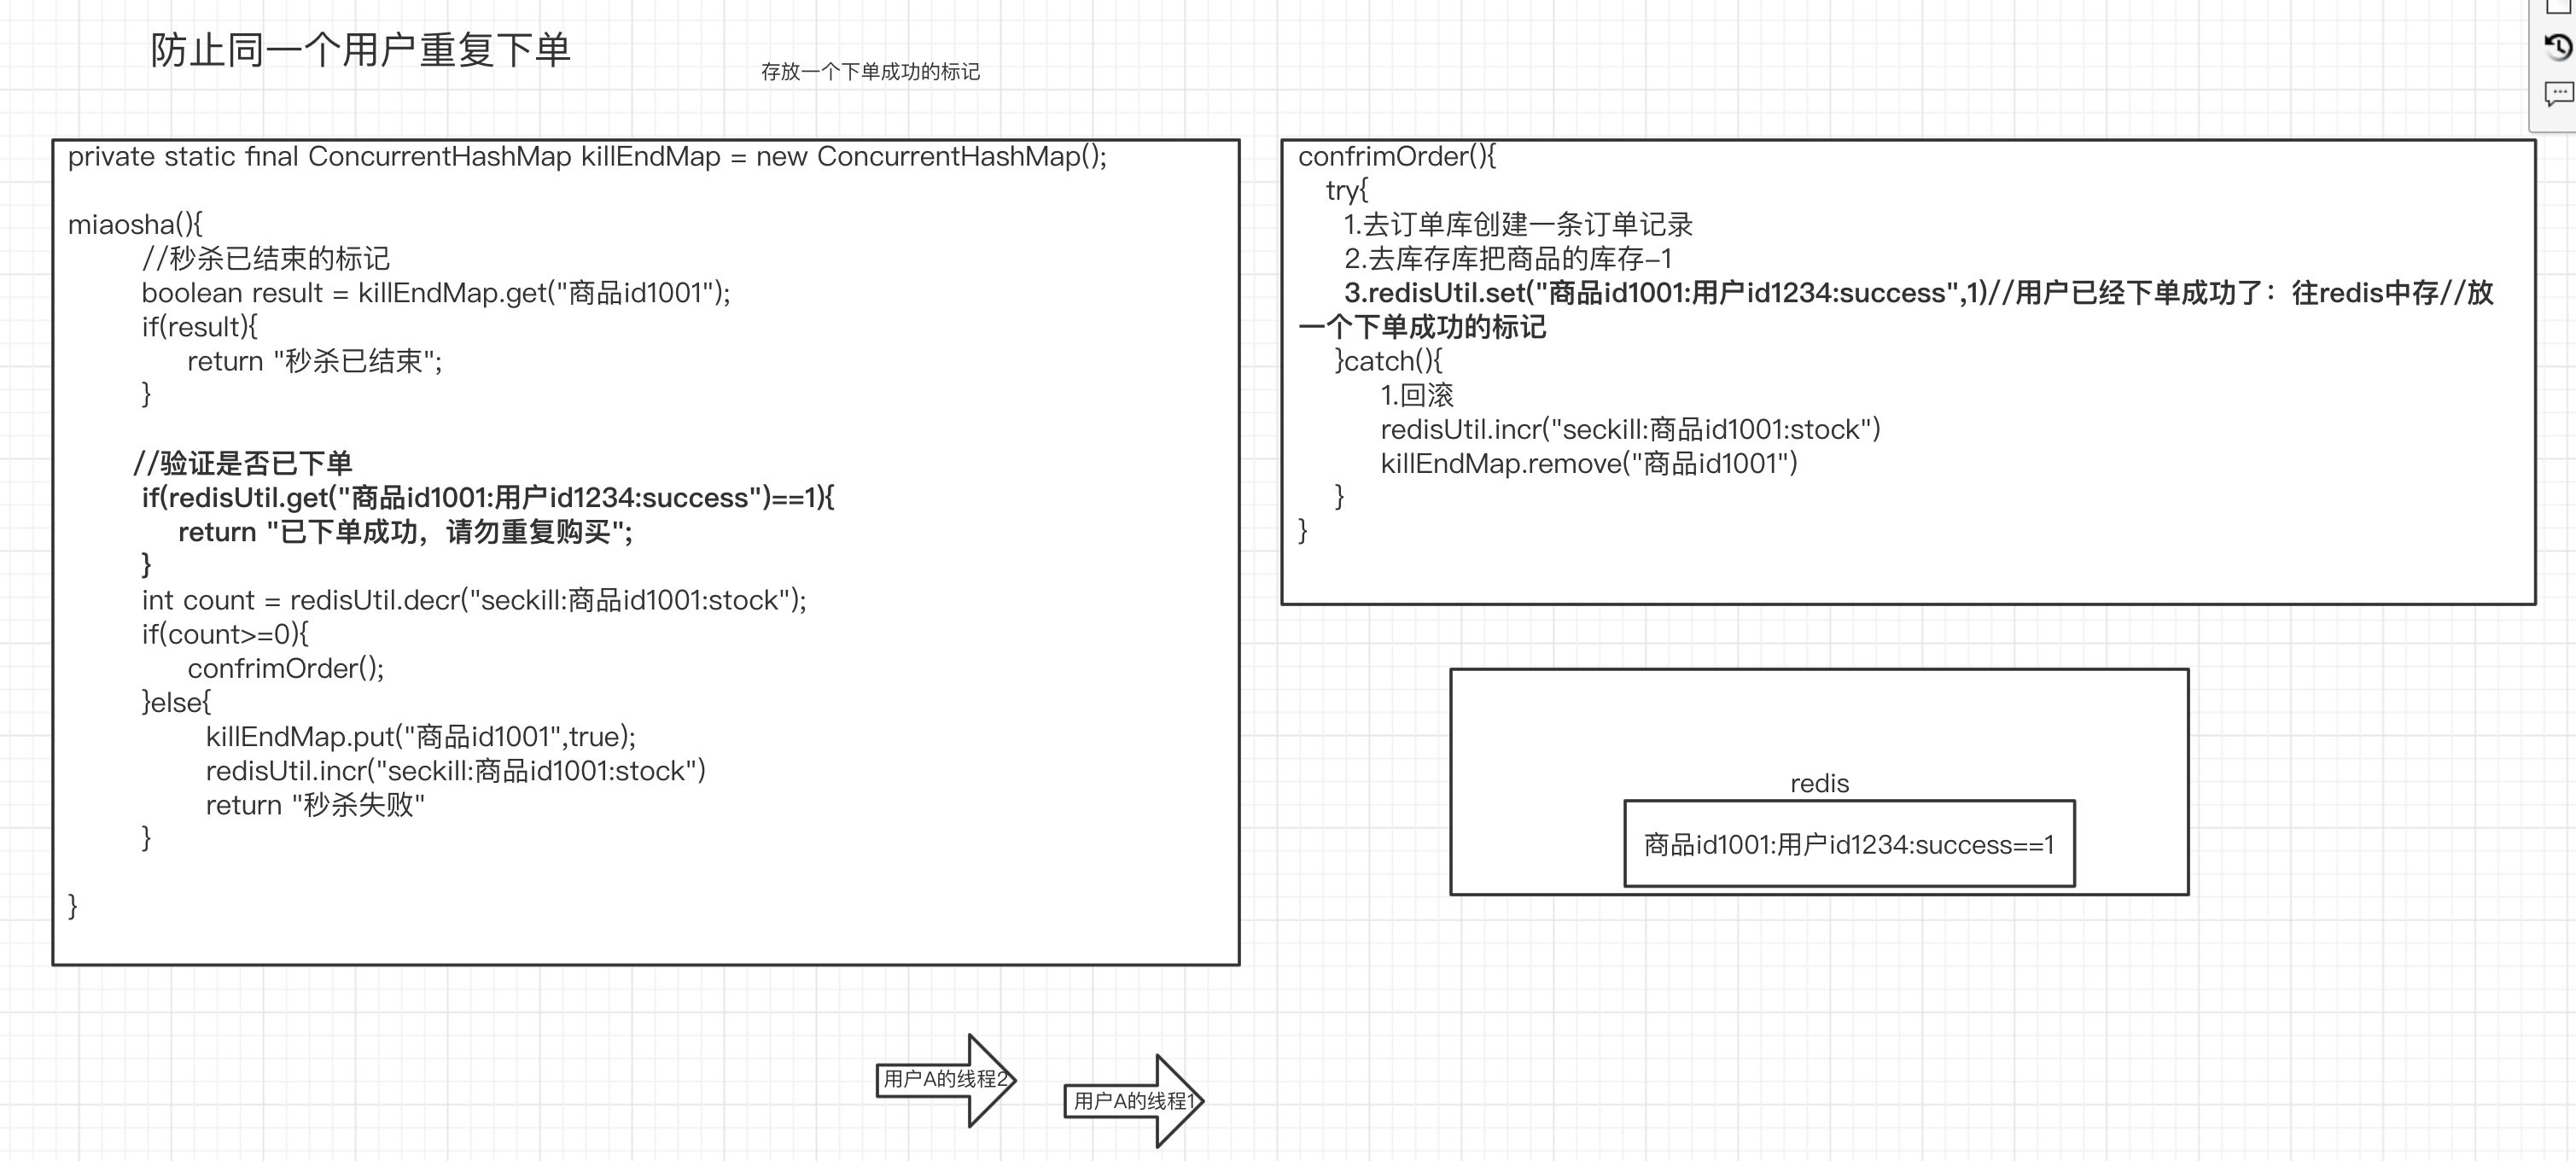 防止同一个用户重复下单
存放一个下单成功的标记
private static final ConcurrentHashMap killEndMap = new ConcurrentHashMap();
miaosha(){
//秒杀已结束的标记
boolean result = killEndMap.get("商品id1001");
if(result){
return "秒杀已结束";
}
//验证是否已下单
if(redisUtil.get("商品id1001:用户id1234:success")==1){
return "已下单成功，请勿重复购买";
}
int count = redisUtil.decr("seckill:商品id1001:stock");
if(count>=0){
confrimOrder();
}else{
killEndMap.put("商品id1001",true);
redisUtil.incr("seckill:商品id1001:stock")
return "秒杀失败"
}
}
confrimOrder(){
try{
1.去订单库创建一条订单记录
2.去库存库把商品的库存-1
3.redisUtil.set("商品id1001:用户id1234:success",1)//用户已经下单成功了：往redis中存//放
一个下单成功的标记
}catch(){
1.回滚
redisUtil.incr("seckill:商品id1001:stock")
killEndMap.remove("商品id1001")
}
}
redis
商品id1001:用户id1234:success==1
用户A的线程2
用户A的线程1